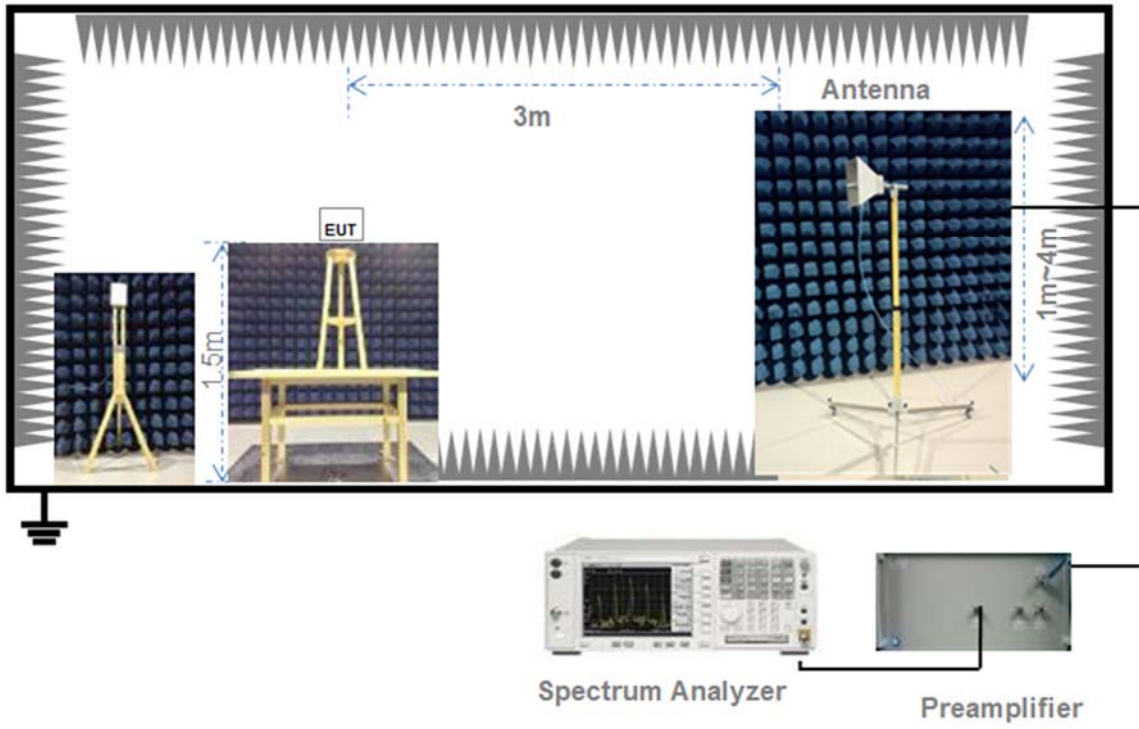 Antenna
3m
EUT
1.5m
1m~4m
Spectrum Analyzer
Preamplifier